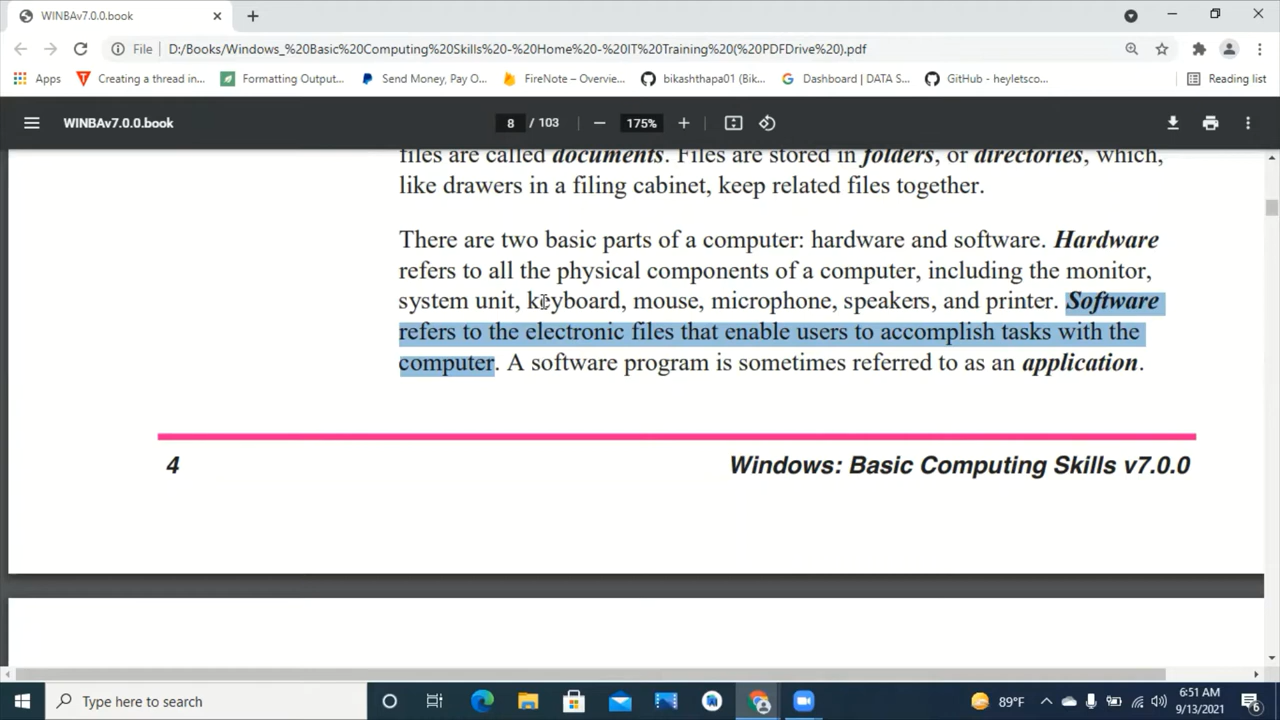 WINBAv7.0.0.book
File D:/Books/Windows_%20Basic%20Computing%20Skills%20-%20Home%20-%20IT%20Training%20(%20PDFDrive%20).pdf
Apps Creating a thread in... Formatting Output,... Send Money, Pay O... FireNote – Overvie... bikashthapa01 (Bik... Dashboard | DATA S... GitHub - heyletsco... Reading list
WINBAv7.0.0.book 8 / 103 175%
files are called documents. Files are stored in folders, or directories, which,
like drawers in a filing cabinet, keep related files together.
There are two basic parts of a computer: hardware and software. Hardware
refers to all the physical components of a computer, including the monitor,
system unit, keyboard, mouse, microphone, speakers, and printer. Software
refers to the electronic files that enable users to accomplish tasks with the
computer. A software program is sometimes referred to as an application.
4 Windows: Basic Computing Skills v7.0.0
Type here to search 89°F 6:51 AM
9/13/2021 6